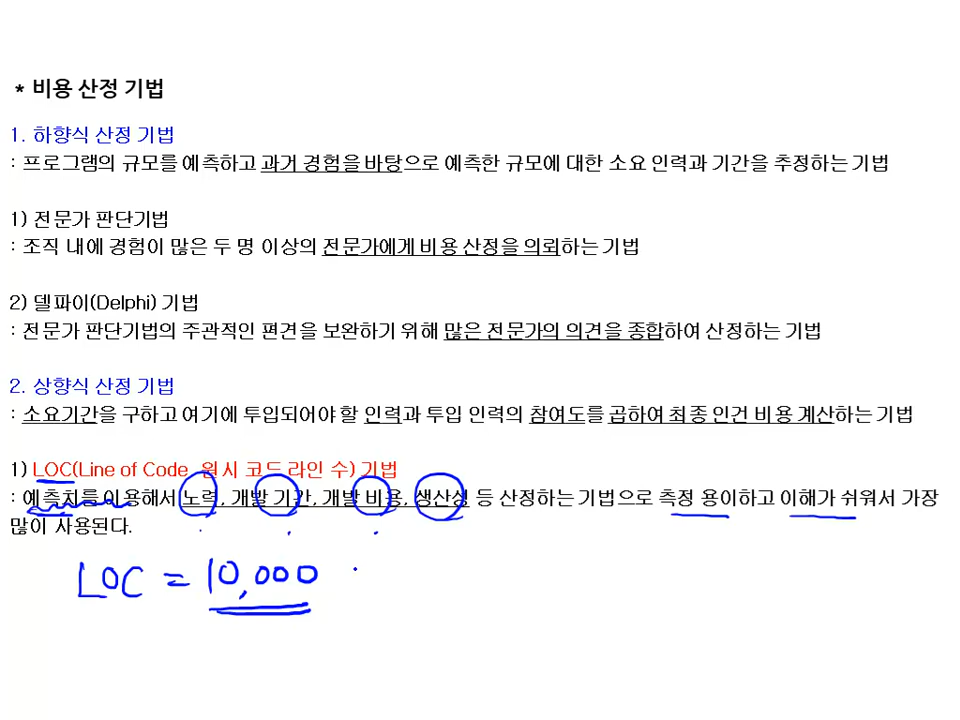 * 비용 산정 기법
1. 하향식 산정 기법
: 프로그램의 규모를 예측하고 과거 경험을 바탕으로 예측한 규모에 대한 소요 인력과 기간을 추정하는 기법
1) 전문가 판단기법
: 조직 내에 경험이 많은 두 명 이상의 전문가에게 비용 산정을 의뢰하는 기법
2) 델파이(Delphi) 기법
: 전문가 판단기법의 주관적인 편견을 보완하기 위해 많은 전문가의 의견을 종합하여 산정하는 기법
2. 상향식 산정 기법
: 소요기간을 구하고 여기에 투입되어야 할 인력과 투입 인력의 참여도를 곱하여 최종 인건 비용 계산하는 기법
1) LOC(Line of Code, 원시 코드 라인 수) 기법
: 예측치를 이용해서 노력, 개발 기간, 개발 비용, 생산성 등 산정하는 기법으로 측정 용이하고 이해가 쉬워서 가장
많이 사용된다.
LOC = 10,000